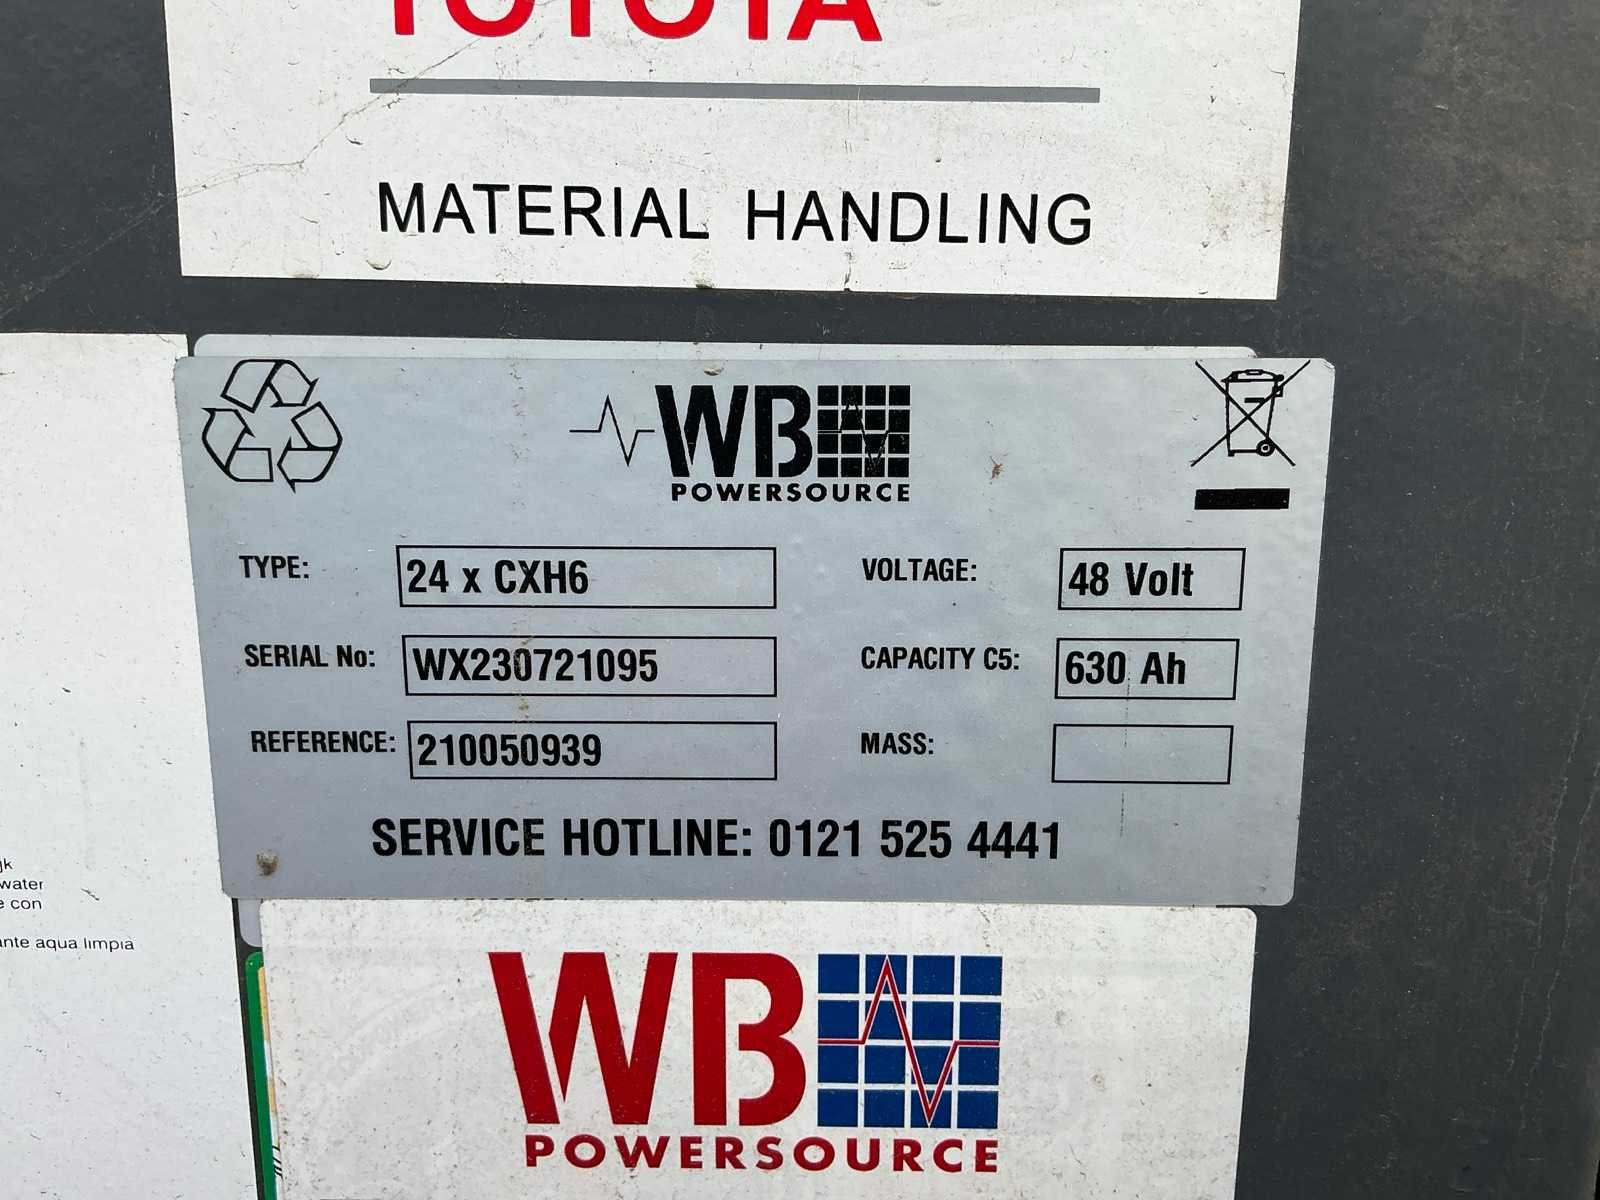 TOYOTA
MATERIAL HANDLING
WB
POWERSOURCE
TYPE: 24 x CXH6
VOLTAGE: 48 Volt
SERIAL No: WX230721095
CAPACITY C5: 630 Ah
REFERENCE: 210050939
MASS:
SERVICE HOTLINE: 0121 525 4441
water
con
aqua limpia
WB
POWERSOURCE